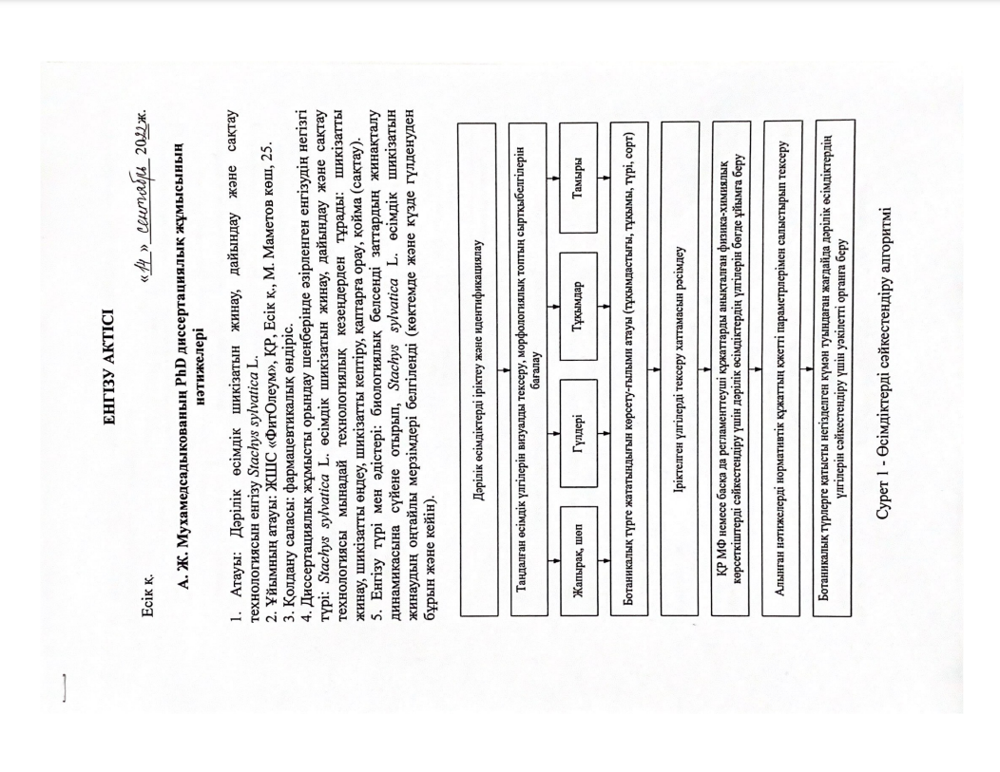 ЕНГІЗУ АКТІСІ
Есік қ. «14» сентабрь 2022ж.
А. Ж. Мухамедсадыкованың PhD диссертациялық жұмысының
нәтижелері
1. Атауы: Дәрілік өсімдік шикізатын жинау, дайындау және сақтау
технологиясын енгізу Stachys sylvatica L.
2. Ұйымның атауы: ЖШС «ФитОлеум», ҚР, Есік қ., М. Маметов көш, 25.
3. Қолдану саласы: фармацевтикалық өндіріс.
4. Диссертациялық жұмысты орындау шеңберінде әзірленген енгізудің негізгі
түрі: Stachys sylvatica L. өсімдік шикізатын жинау, дайындау және сақтау
технологиясы мынадай технологиялық кезеңдерден тұрады: шикізатты
жинау, шикізатты өңдеу, шикізатты кептіру, қаптарға орау, қойма (сақтау).
5. Енгізу түрі мен әдістері: биологиялық белсенді заттардың жинақталу
динамикасына сүйене отырып, Stachys sylvatica L. өсімдік шикізатын
жинаудың оңтайлы мерзімдері белгіленді (көктемде және күзде гүлденуден
бұрын және кейін).
Дәрілік өсімдіктерді іріктеу және идентификациялау
Таңдалған өсімдік үлгілерін визуалды тексеру, морфологиялық топтың сыртқыбелгілерін
бағалау
Жапырақ, шөп
Гүлдері
Тұқымдар
Тамыры
Ботаникалық түрге жататындығын көрсету-ғылыми атауы (тұқымдастығы, тұқымы, түрі, сорт)
Іріктелген үлгілерді тексеру хаттамасын рәсімдеу
ҚР МФ немесе басқа да регламенттеуші құжаттарды анықталған физика-химиялық
көрсеткіштерді сәйкестендіру үшін дәрілік өсімдіктердің үлгілерін бөгде ұйымға беру
Алынған нәтижелерді нормативтік құжаттың қажетті параметрлерімен салыстырып тексеру
Ботаникалық түрлерге қатысты негізделген күмән туындаған жағдайда дәрілік өсімдіктердің
үлгілерін сәйкестендіру үшін уәкілетті органға беру
Сурет 1 - Өсімдіктерді сәйкестендіру алгоритмі